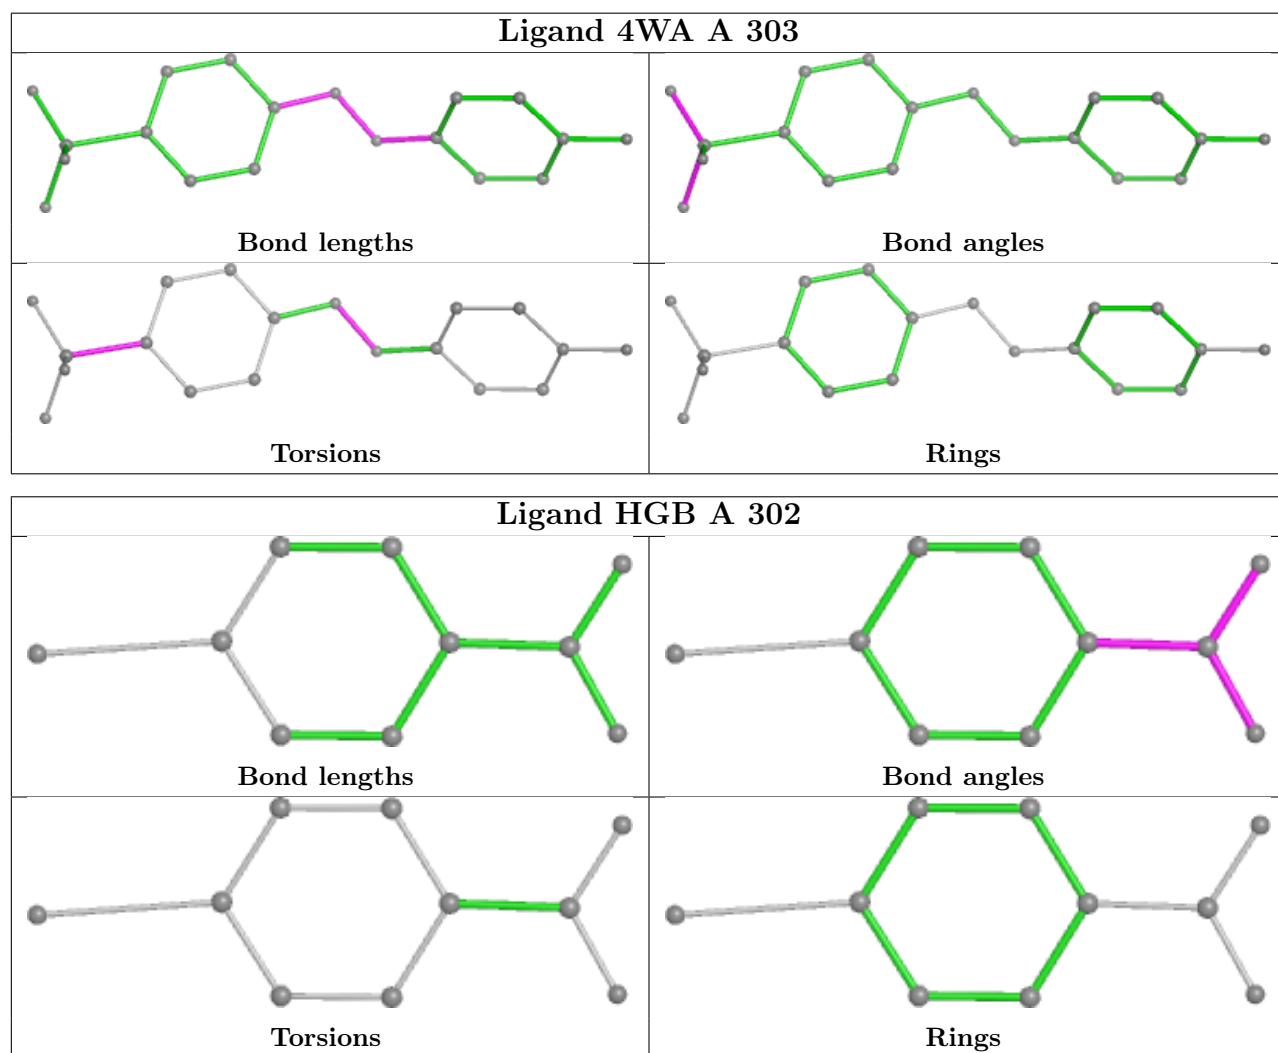 Ligand 4WA A 303
Bond lengths
Bond angles
Torsions
Rings
Ligand HGB A 302
Bond lengths
Bond angles
Torsions
Rings